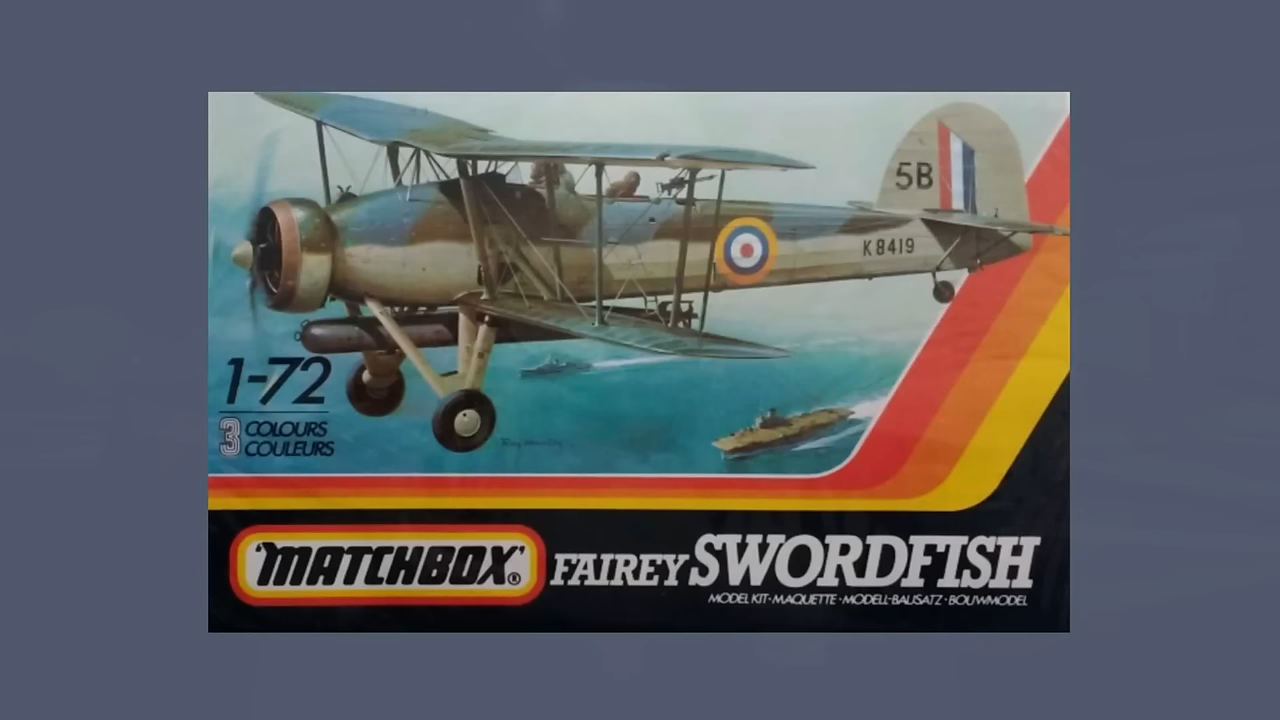 5B
K8419
1-72
3 COLOURS
COULEURS
'MATCHBOX'® FAIREY SWORDFISH
MODEL KIT · MAQUETTE · MODELL-BAUSATZ · BOUWMODEL